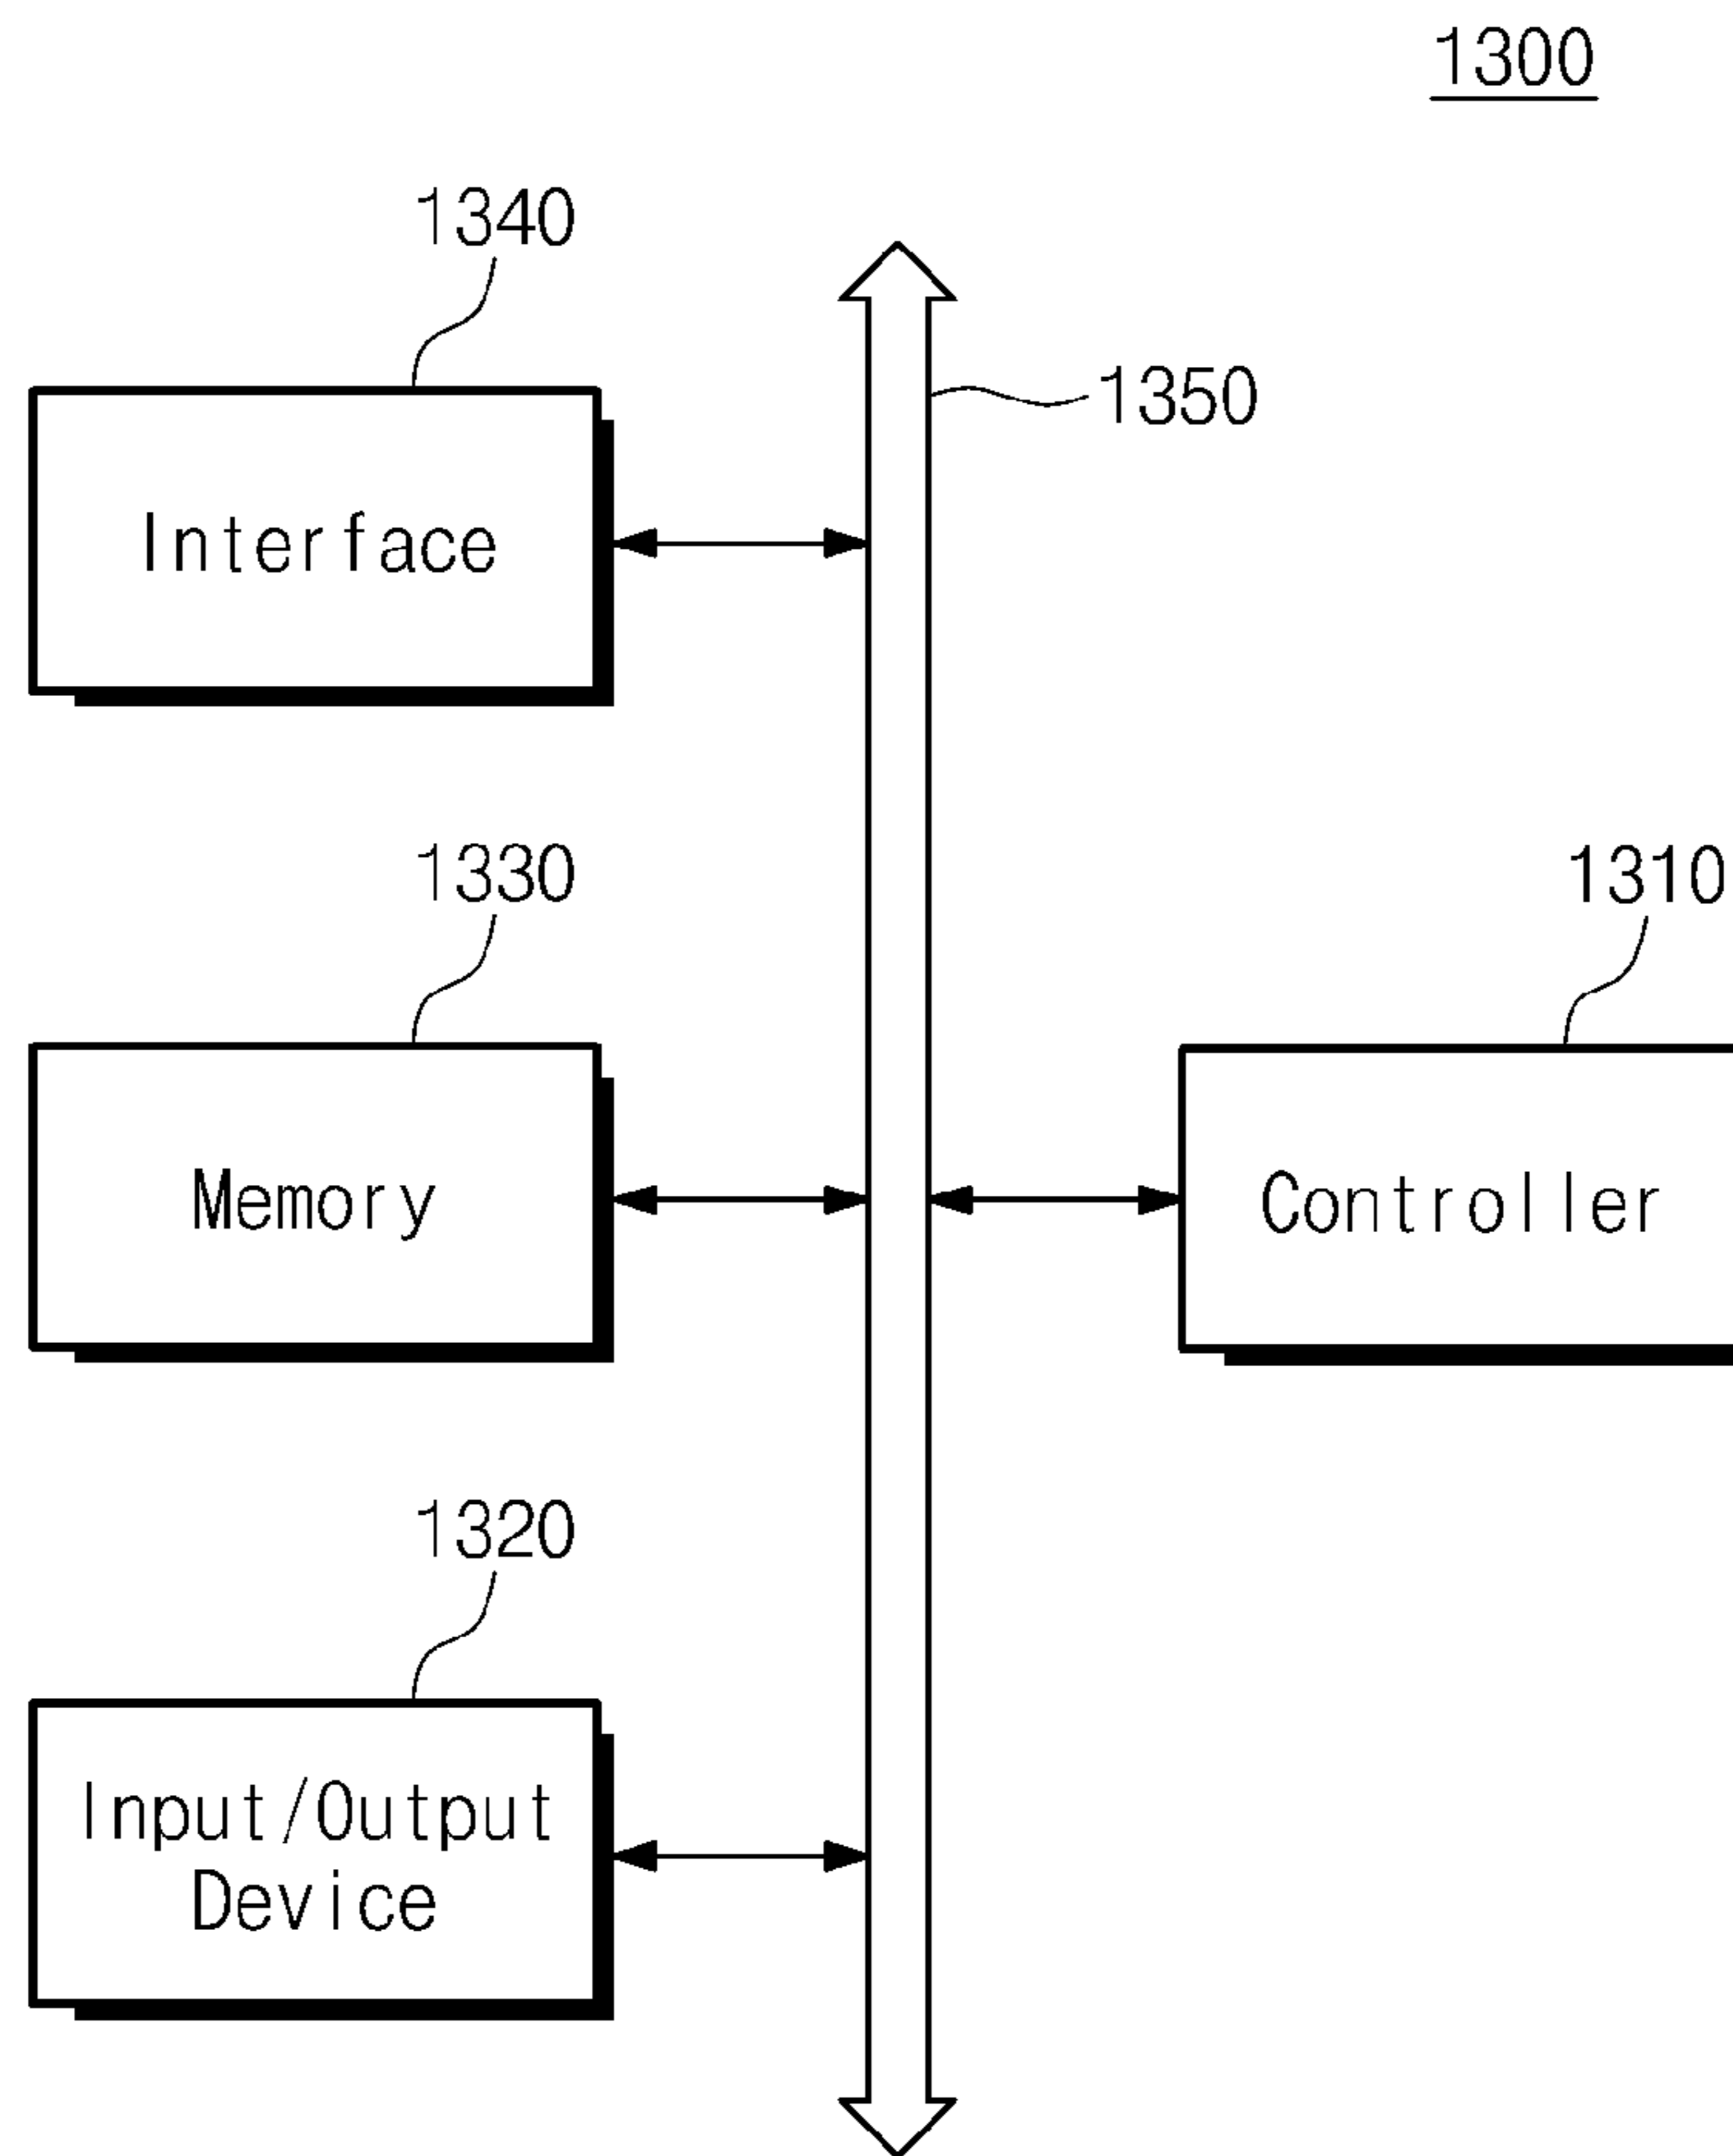 1300
1340
Interface
1350
1330
Memory
1310
Controller
1320
Input/Output
Device